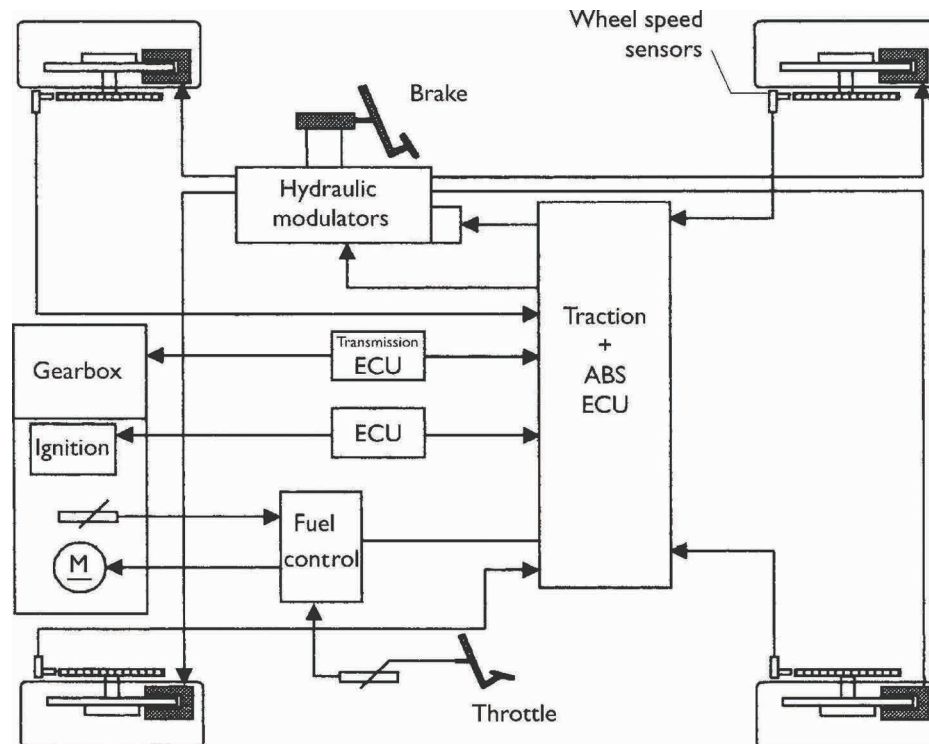 Wheel speed
sensors
Brake
Hydraulic
modulators
Traction
+
ABS
ECU
Transmission
ECU
Gearbox
ECU
Ignition
Fuel
control
M
Throttle